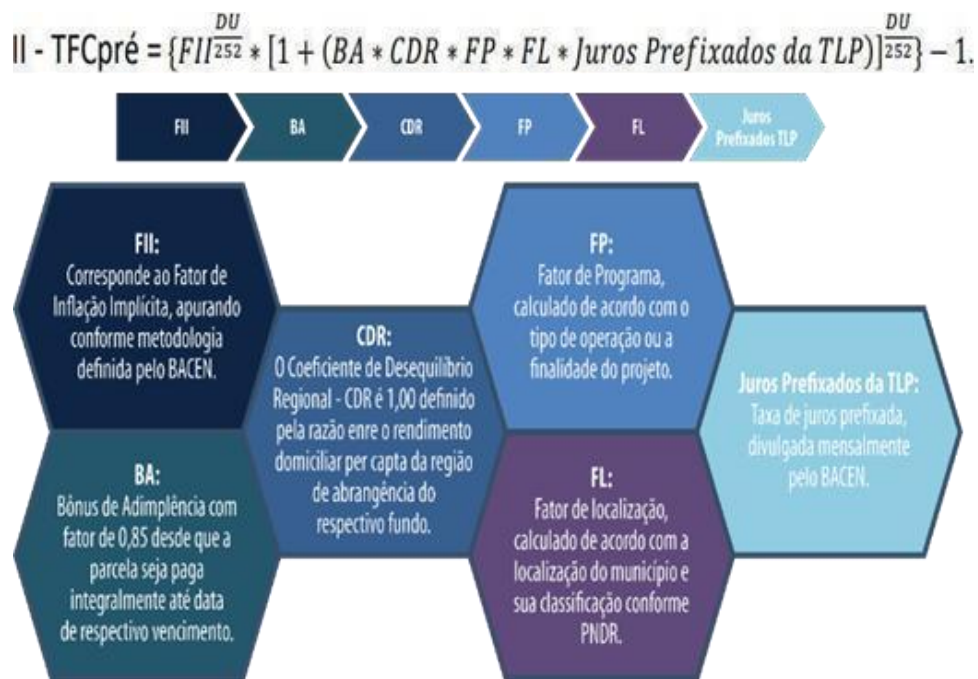 II - TFCpré = {FII^{DU/252} * [1 + (BA * CDR * FP * FL * Juros Prefixados da TLP)]^{DU/252}} − 1.
FII
BA
CDR
FP
FL
Juros
Prefixados TLP
FII:
Corresponde ao Fator de
Inflação Implícita, apurando
conforme metodologia
definida pelo BACEN.
BA:
Bônus de Adimplência com
fator de 0,85 desde que a
parcela seja paga
integralmente até data
de respectivo vencimento.
CDR:
O Coeficiente de Desequilíbrio
Regional - CDR é 1,00 definido
pela razão enre o rendimento
domiciliar per capta da região
de abrangência do
respectivo fundo.
FP:
Fator de Programa,
calculado de acordo com o
tipo de operação ou a
finalidade do projeto.
FL:
Fator de localização,
calculado de acordo com a
localização do município e
sua classificação conforme
PNDR.
Juros Prefixados da TLP:
Taxa de juros prefixada,
divulgada mensalmente
pelo BACEN.